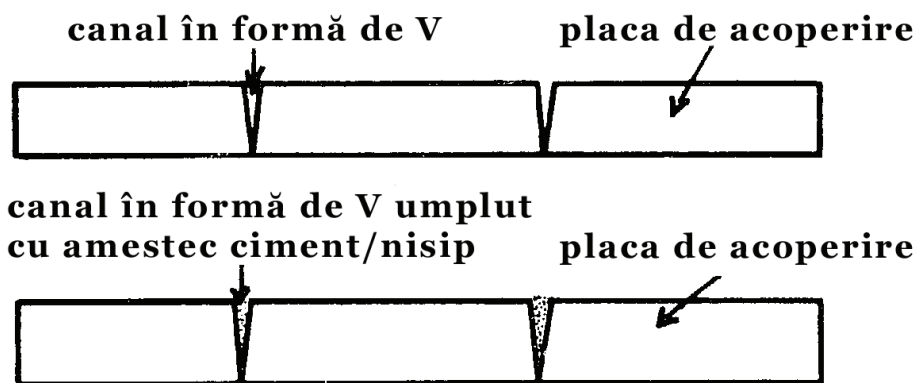 canal în formă de V
placa de acoperire
canal în formă de V umplut
cu amestec ciment/nisip
placa de acoperire